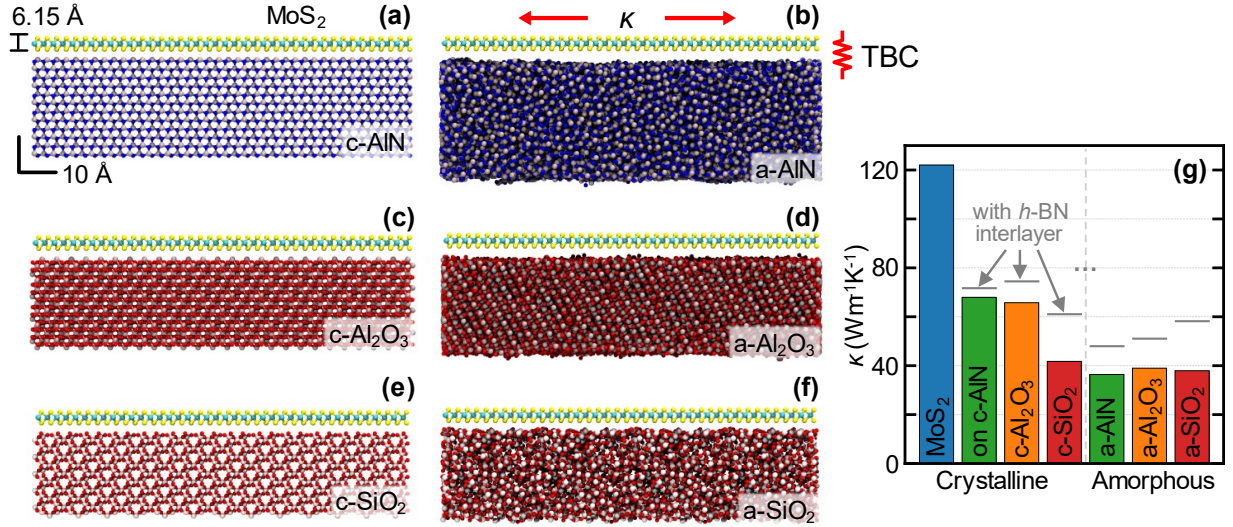 6.15 Å
MoS₂
(a)
c-AlN
10 Å
κ
(b)
TBC
a-AlN
(c)
c-Al₂O₃
(d)
a-Al₂O₃
(e)
c-SiO₂
(f)
a-SiO₂
(g)
κ (Wm⁻¹K⁻¹)
120
80
40
0
with h-BN
interlayer
...
MoS₂
on c-AlN
c-Al₂O₃
c-SiO₂
a-AlN
a-Al₂O₃
a-SiO₂
Crystalline
Amorphous